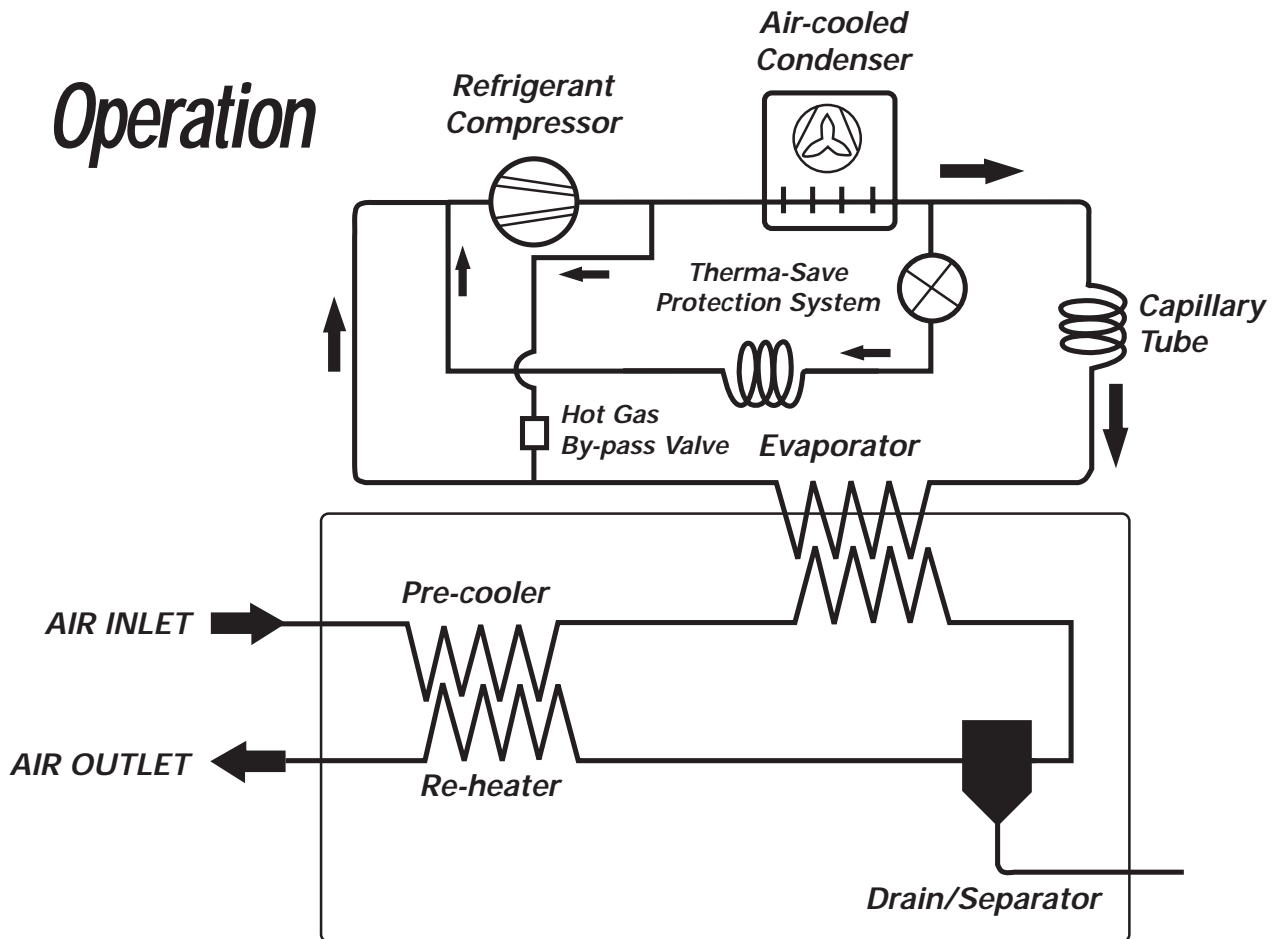 Operation
Air-cooled
Condenser
Refrigerant
Compressor
Therma-Save
Protection System
Capillary
Tube
Hot Gas
By-pass Valve
Evaporator
Pre-cooler
AIR INLET
AIR OUTLET
Re-heater
Drain/Separator